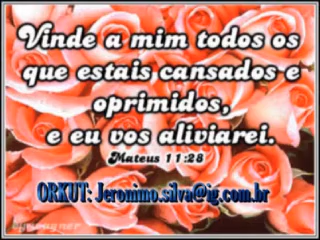 Vinde a mim todos os
que estais cansados e
oprimidos,
e eu vos aliviarei.
Mateus 11:28
ORKUT: Jeronimo.silva@ig.com.br